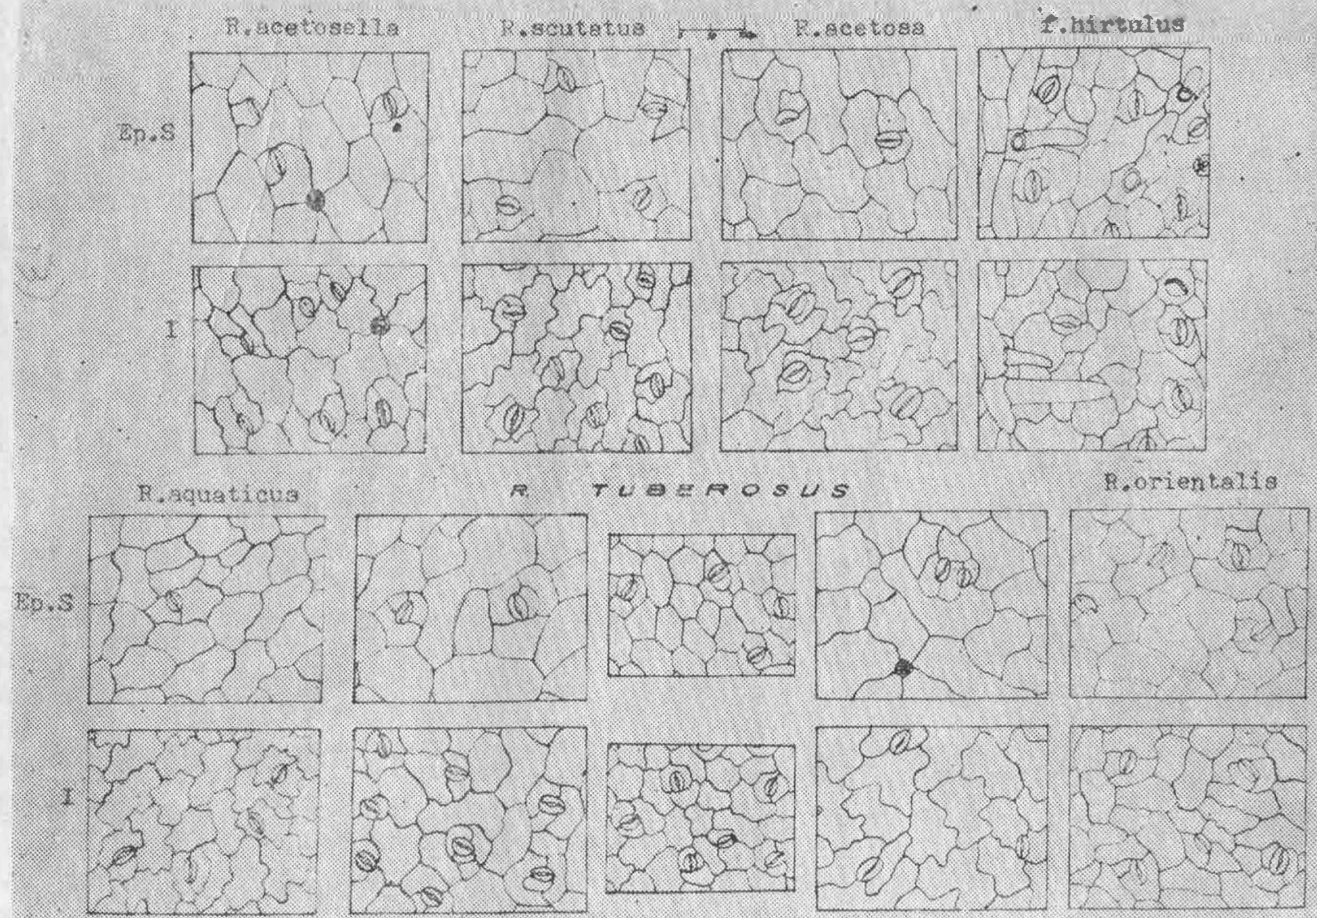 R.acetosella R.scutatus R.acetosa f.hirtulus
Ep.S
I
R.aquaticus R. TUBEROSUS R.orientalis
Ep.S
I